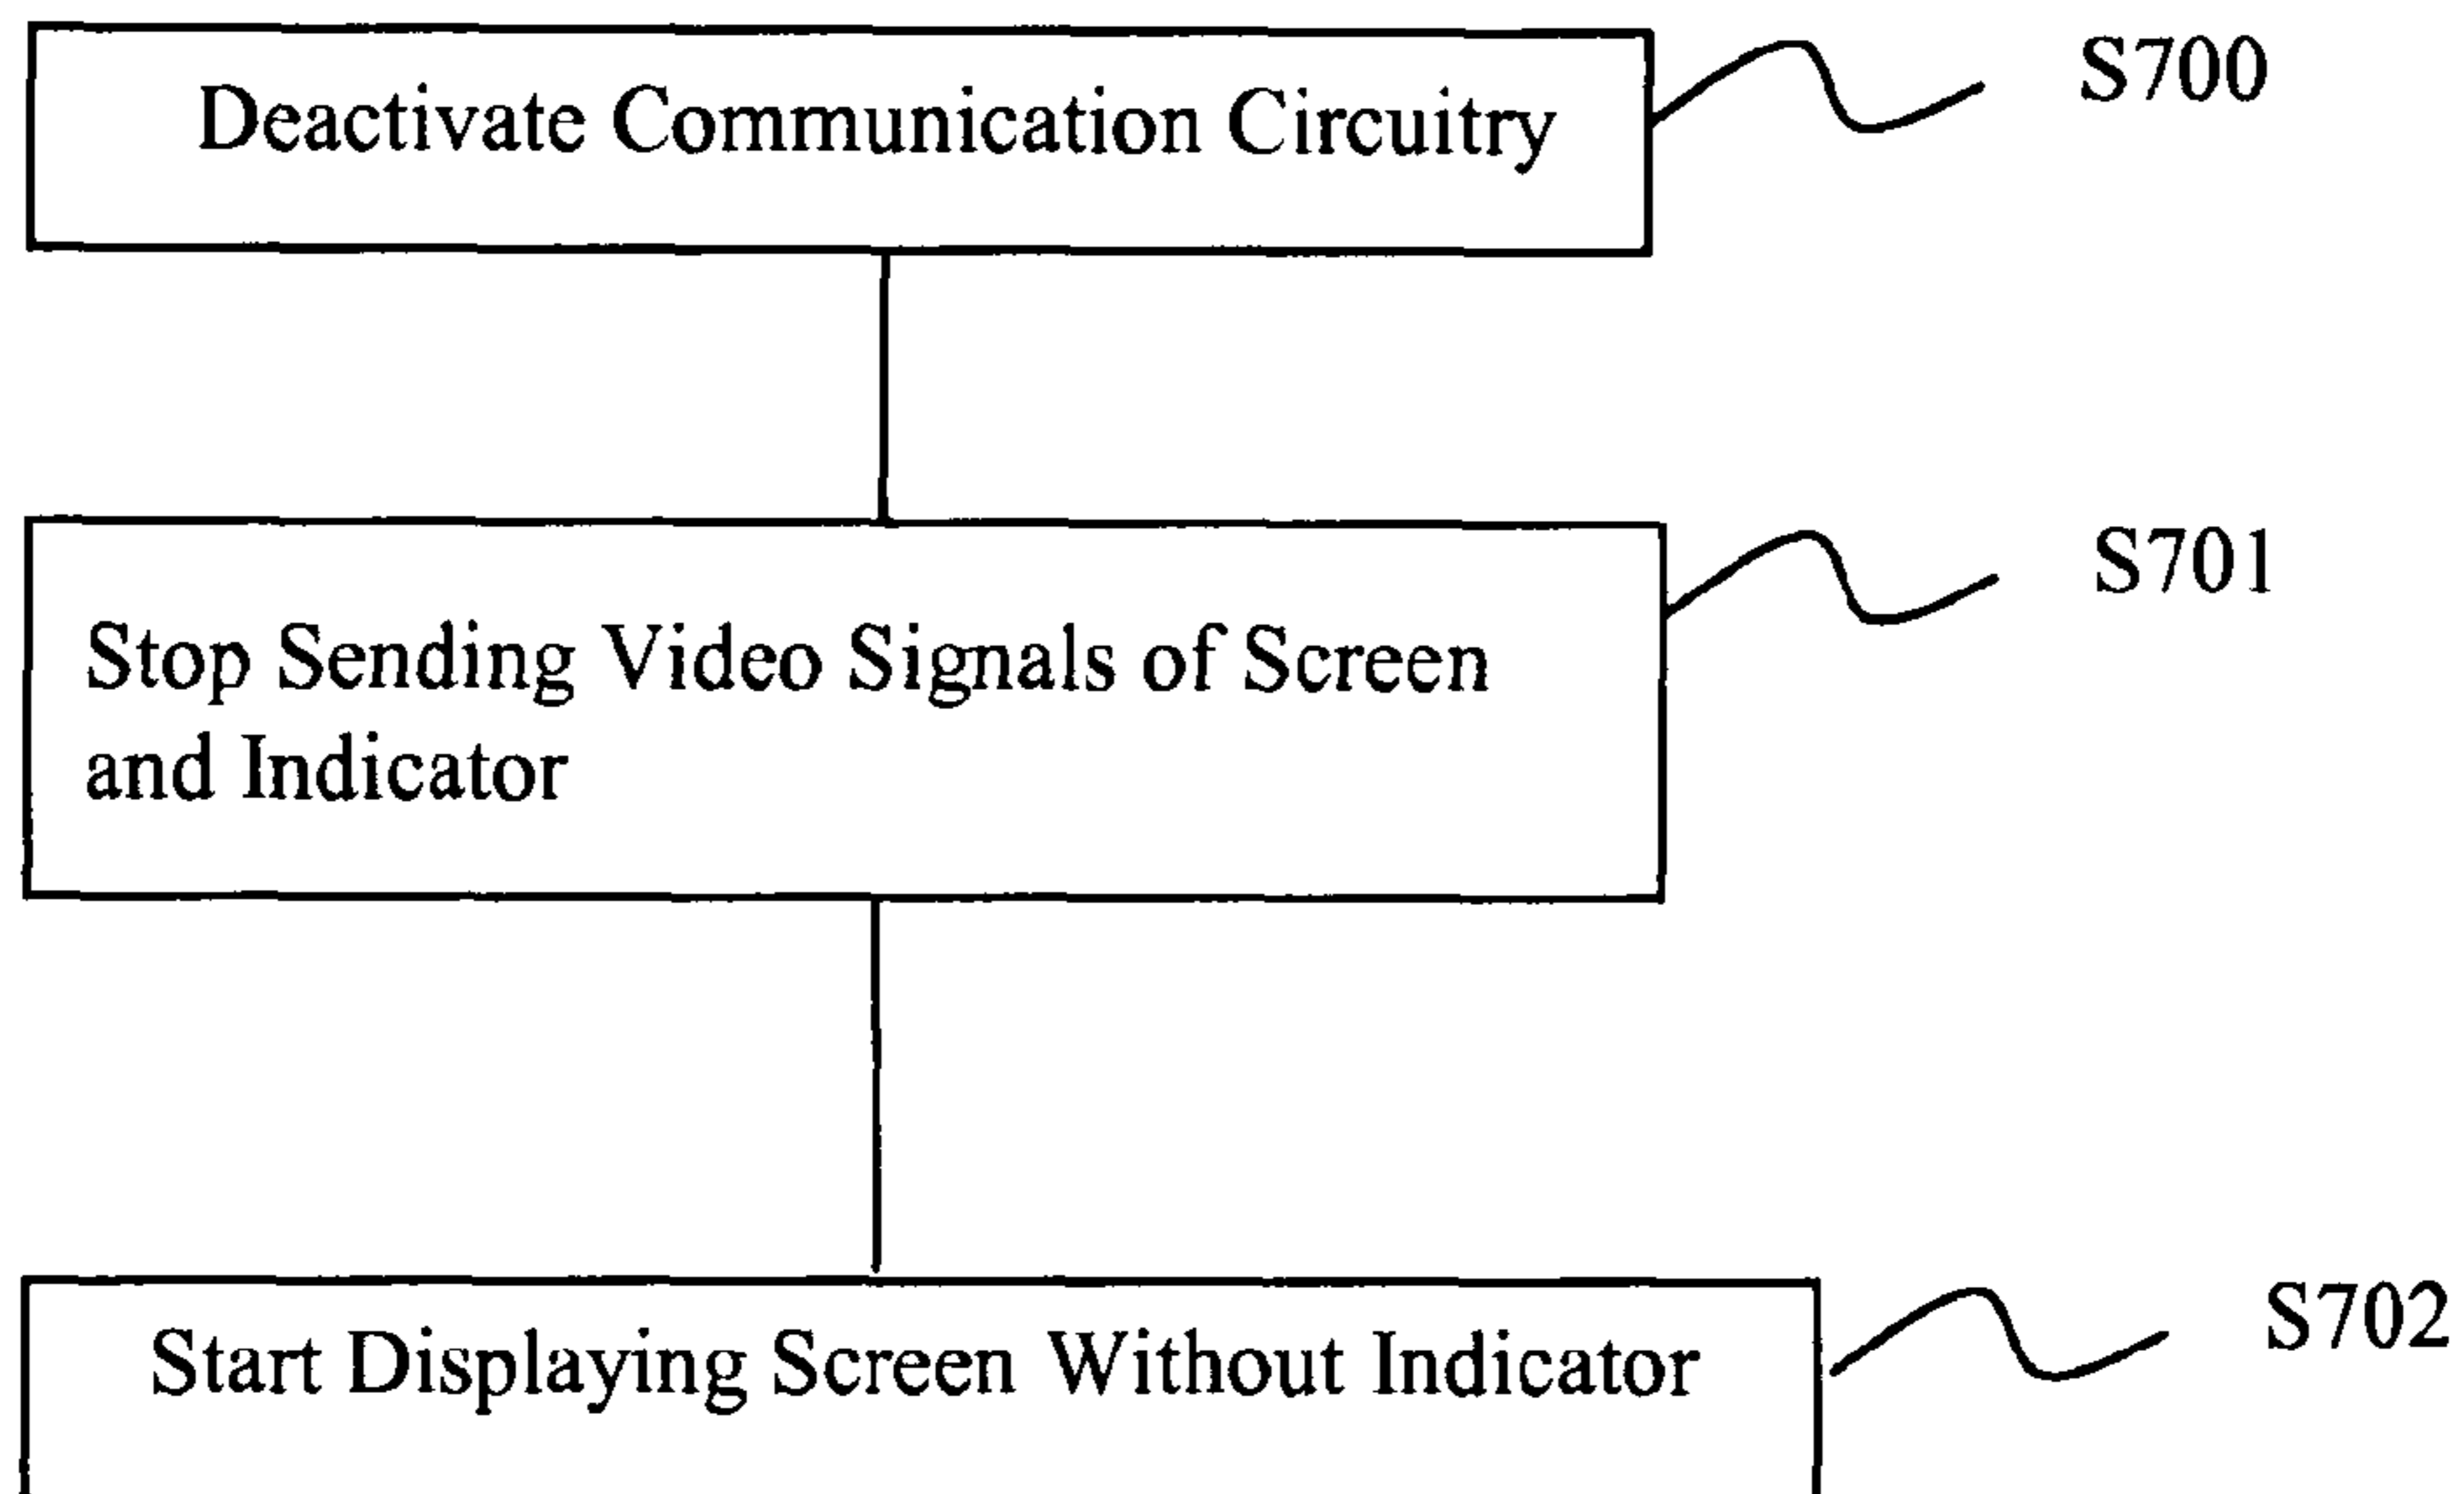 Deactivate Communication Circuitry
S700
Stop Sending Video Signals of Screen
and Indicator
S701
Start Displaying Screen Without Indicator
S702